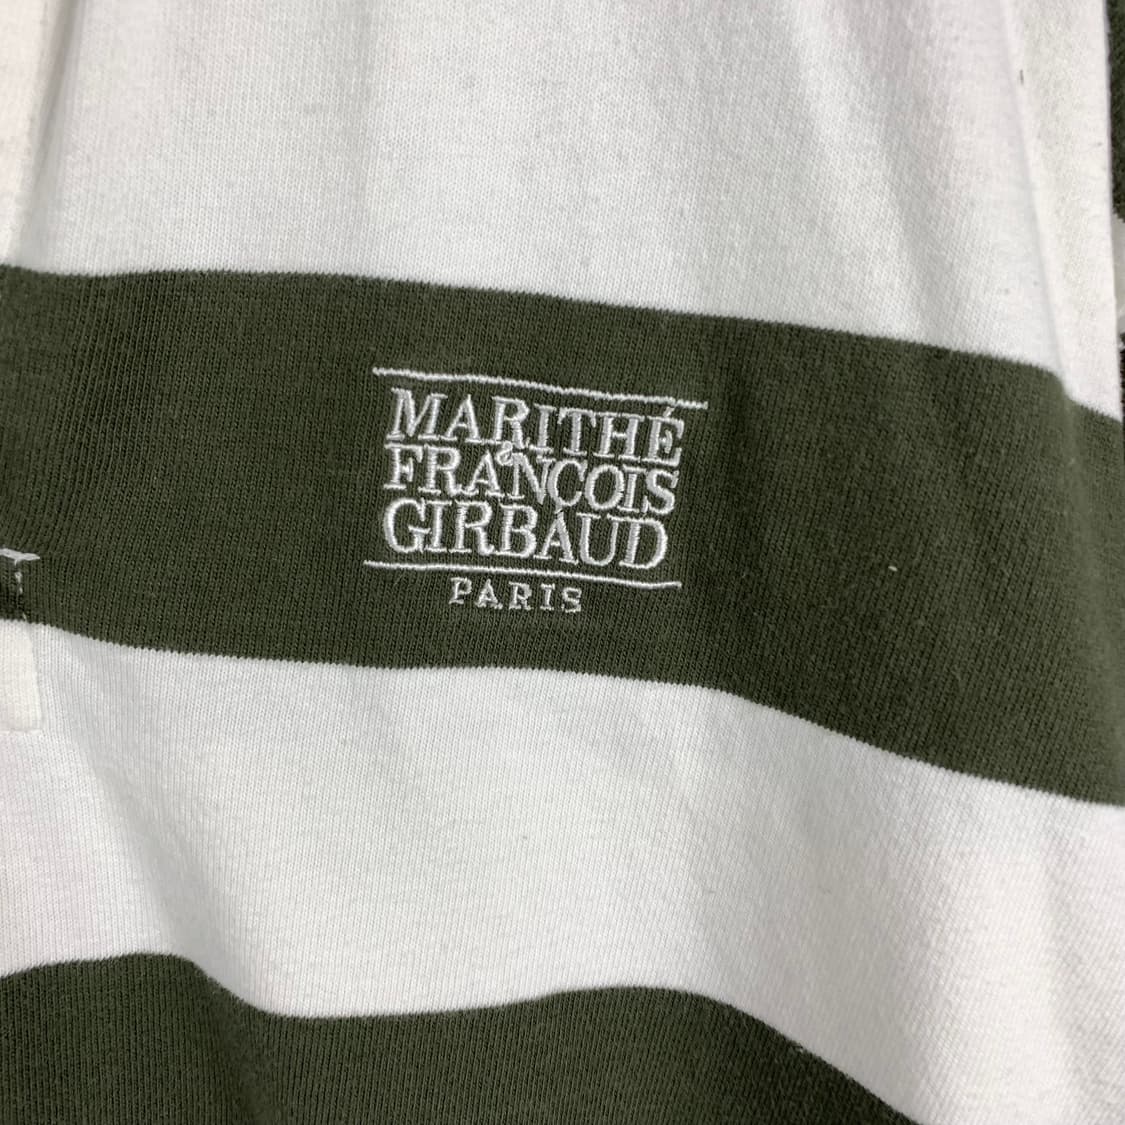 MARITHÉ
&
FRANÇOIS
GIRBAUD
PARIS